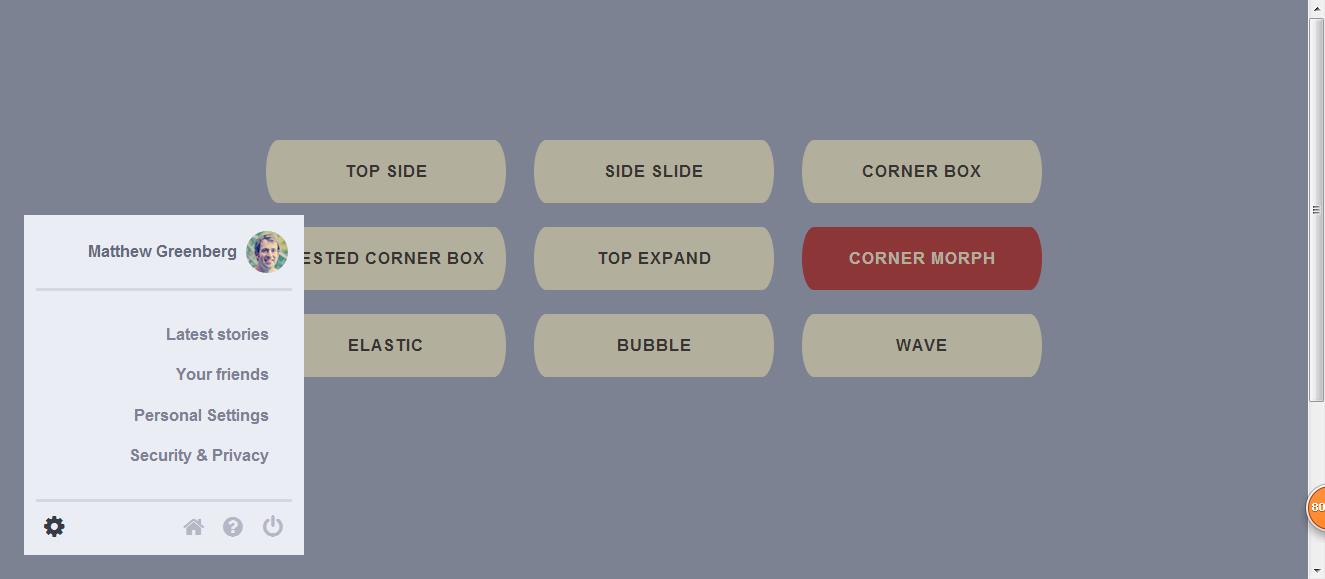 TOP SIDE
SIDE SLIDE
CORNER BOX
ESTED CORNER BOX
TOP EXPAND
CORNER MORPH
ELASTIC
BUBBLE
WAVE
Matthew Greenberg
Latest stories
Your friends
Personal Settings
Security & Privacy
80